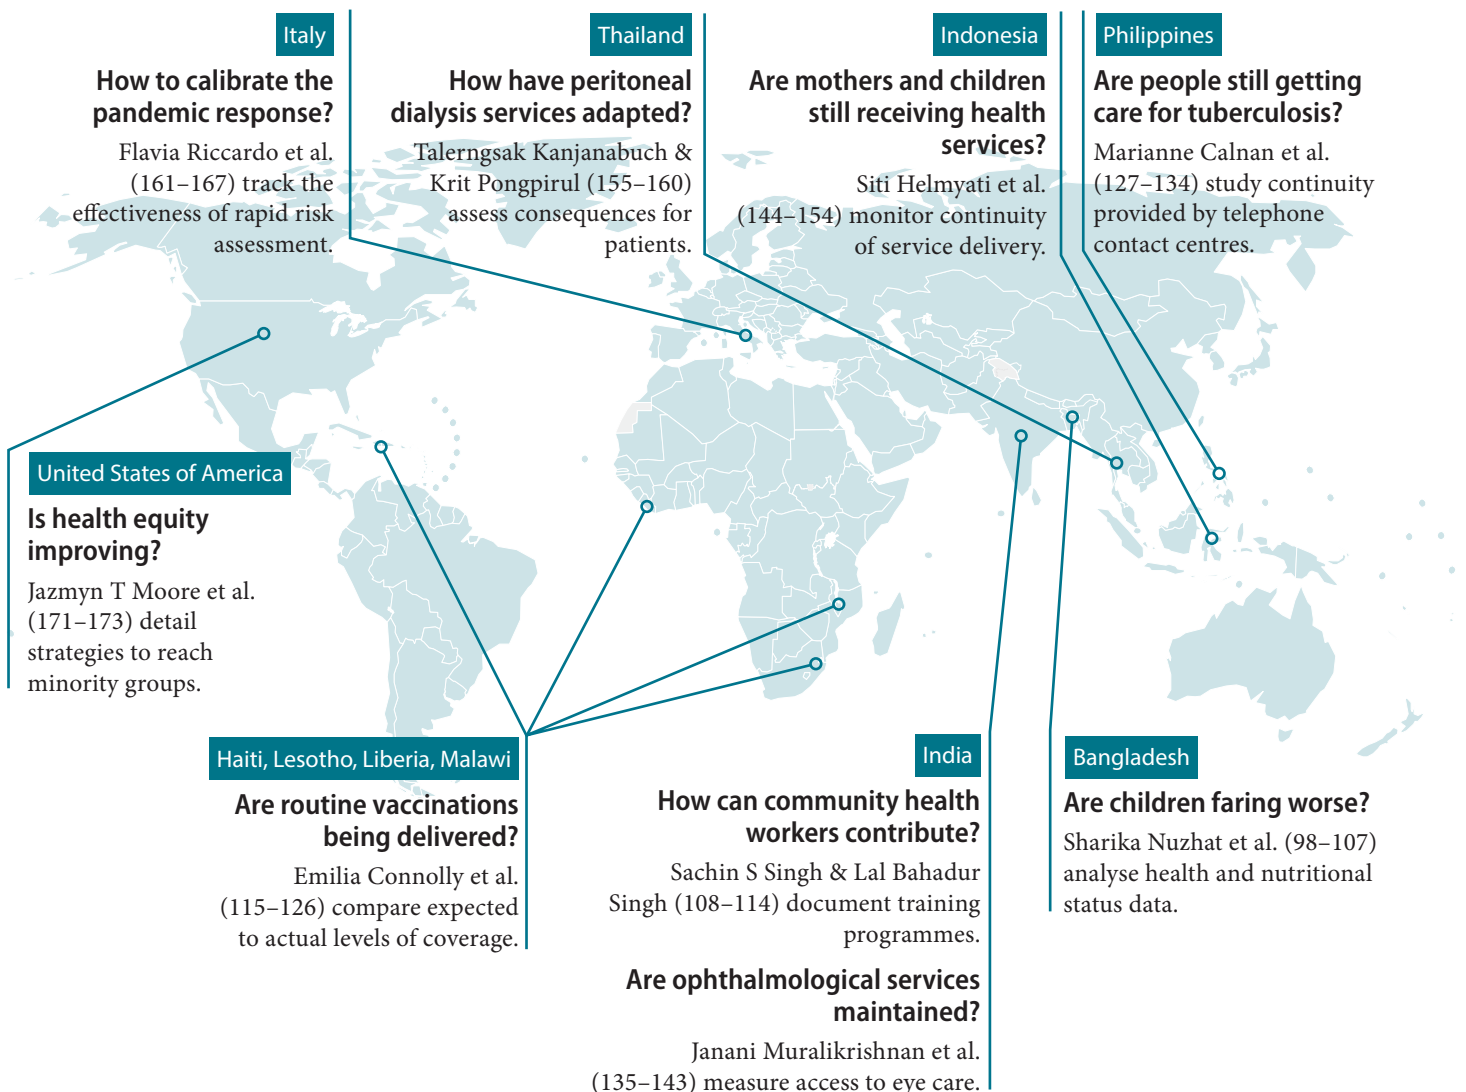 Italy
How to calibrate the
pandemic response?
Flavia Riccardo et al.
(161–167) track the
effectiveness of rapid risk
assessment.
Thailand
How have peritoneal
dialysis services adapted?
Talerngsak Kanjanabuch &
Krit Pongpirul (155–160)
assess consequences for
patients.
Indonesia
Are mothers and children
still receiving health
services?
Siti Helmyati et al.
(144–154) monitor continuity
of service delivery.
Philippines
Are people still getting
care for tuberculosis?
Marianne Calnan et al.
(127–134) study continuity
provided by telephone
contact centres.
United States of America
Is health equity
improving?
Jazmyn T Moore et al.
(171–173) detail
strategies to reach
minority groups.
Haiti, Lesotho, Liberia, Malawi
Are routine vaccinations
being delivered?
Emilia Connolly et al.
(115–126) compare expected
to actual levels of coverage.
India
How can community health
workers contribute?
Sachin S Singh & Lal Bahadur
Singh (108–114) document training
programmes.
Are ophthalmological services
maintained?
Janani Muralikrishnan et al.
(135–143) measure access to eye care.
Bangladesh
Are children faring worse?
Sharika Nuzhat et al. (98–107)
analyse health and nutritional
status data.